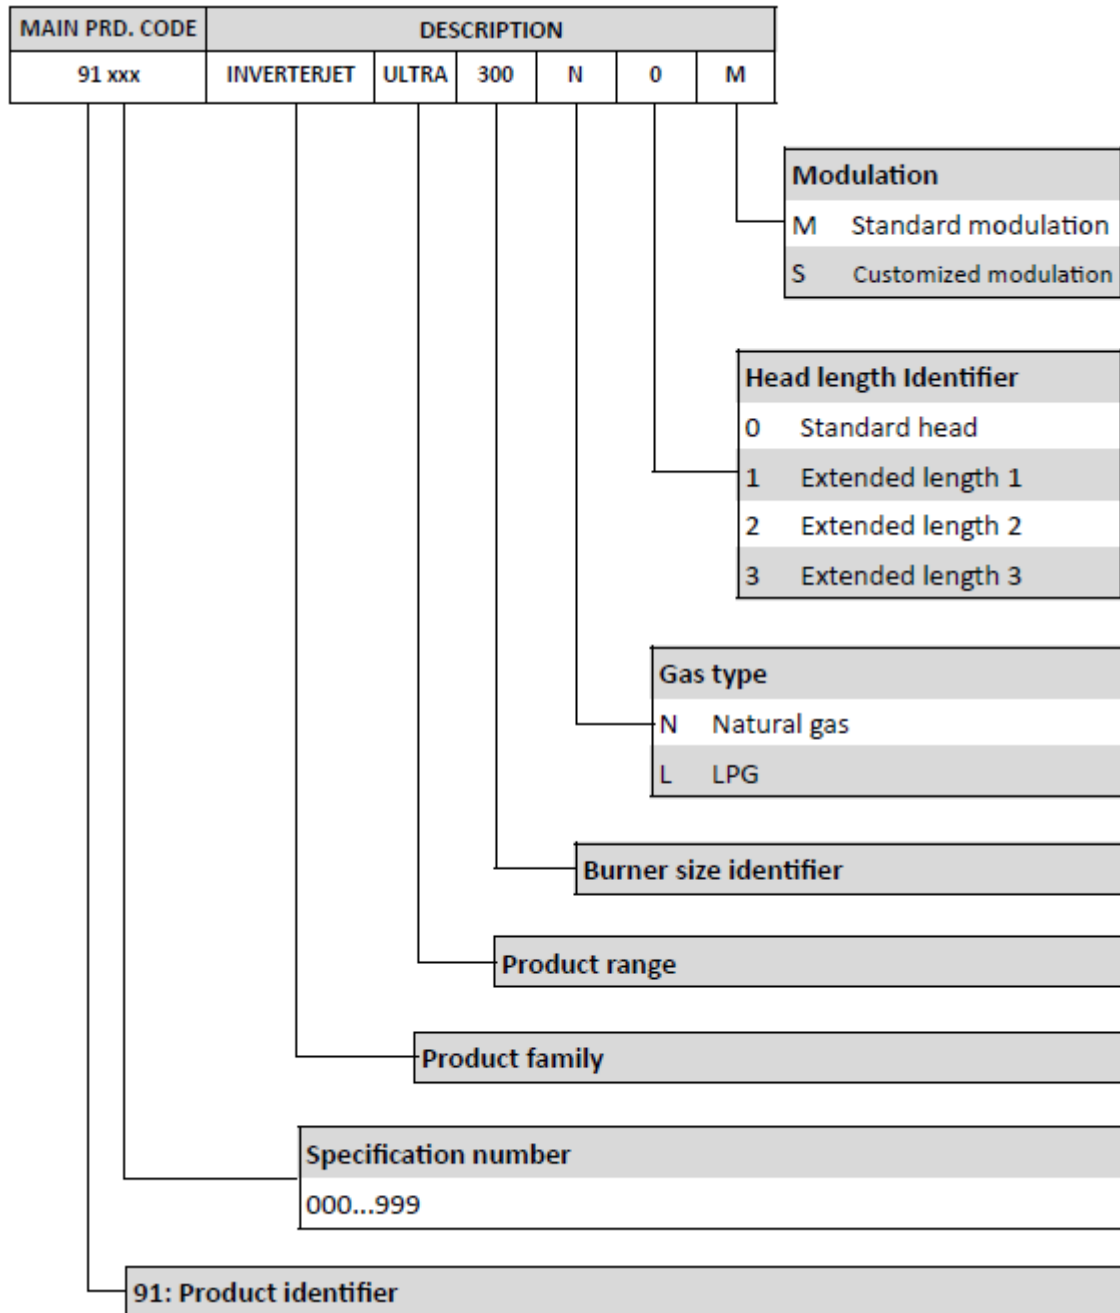 MAIN PRD. CODE DESCRIPTION
91 xxx INVERTERJET ULTRA 300 N 0 M
Modulation
M Standard modulation
S Customized modulation
Head length Identifier
0 Standard head
1 Extended length 1
2 Extended length 2
3 Extended length 3
Gas type
N Natural gas
L LPG
Burner size identifier
Product range
Product family
Specification number
000...999
91: Product identifier